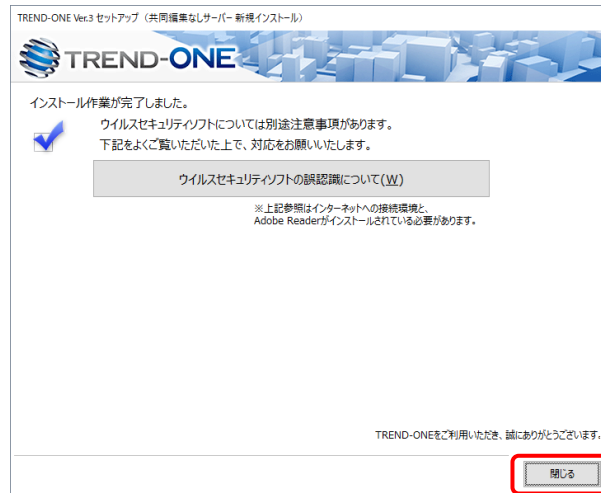 TREND-ONE Ver.3 セットアップ（共同編集なしサーバー 新規インストール）
TREND-ONE
インストール作業が完了しました。
ウイルスセキュリティソフトについては別途注意事項があります。
下記をよくご覧いただいた上で、対応をお願いいたします。
ウイルスセキュリティソフトの誤認識について(W)
※上記参照はインターネットへの接続環境と、
Adobe Readerがインストールされている必要があります。
TREND-ONEをご利用いただき、誠にありがとうございます。
閉じる